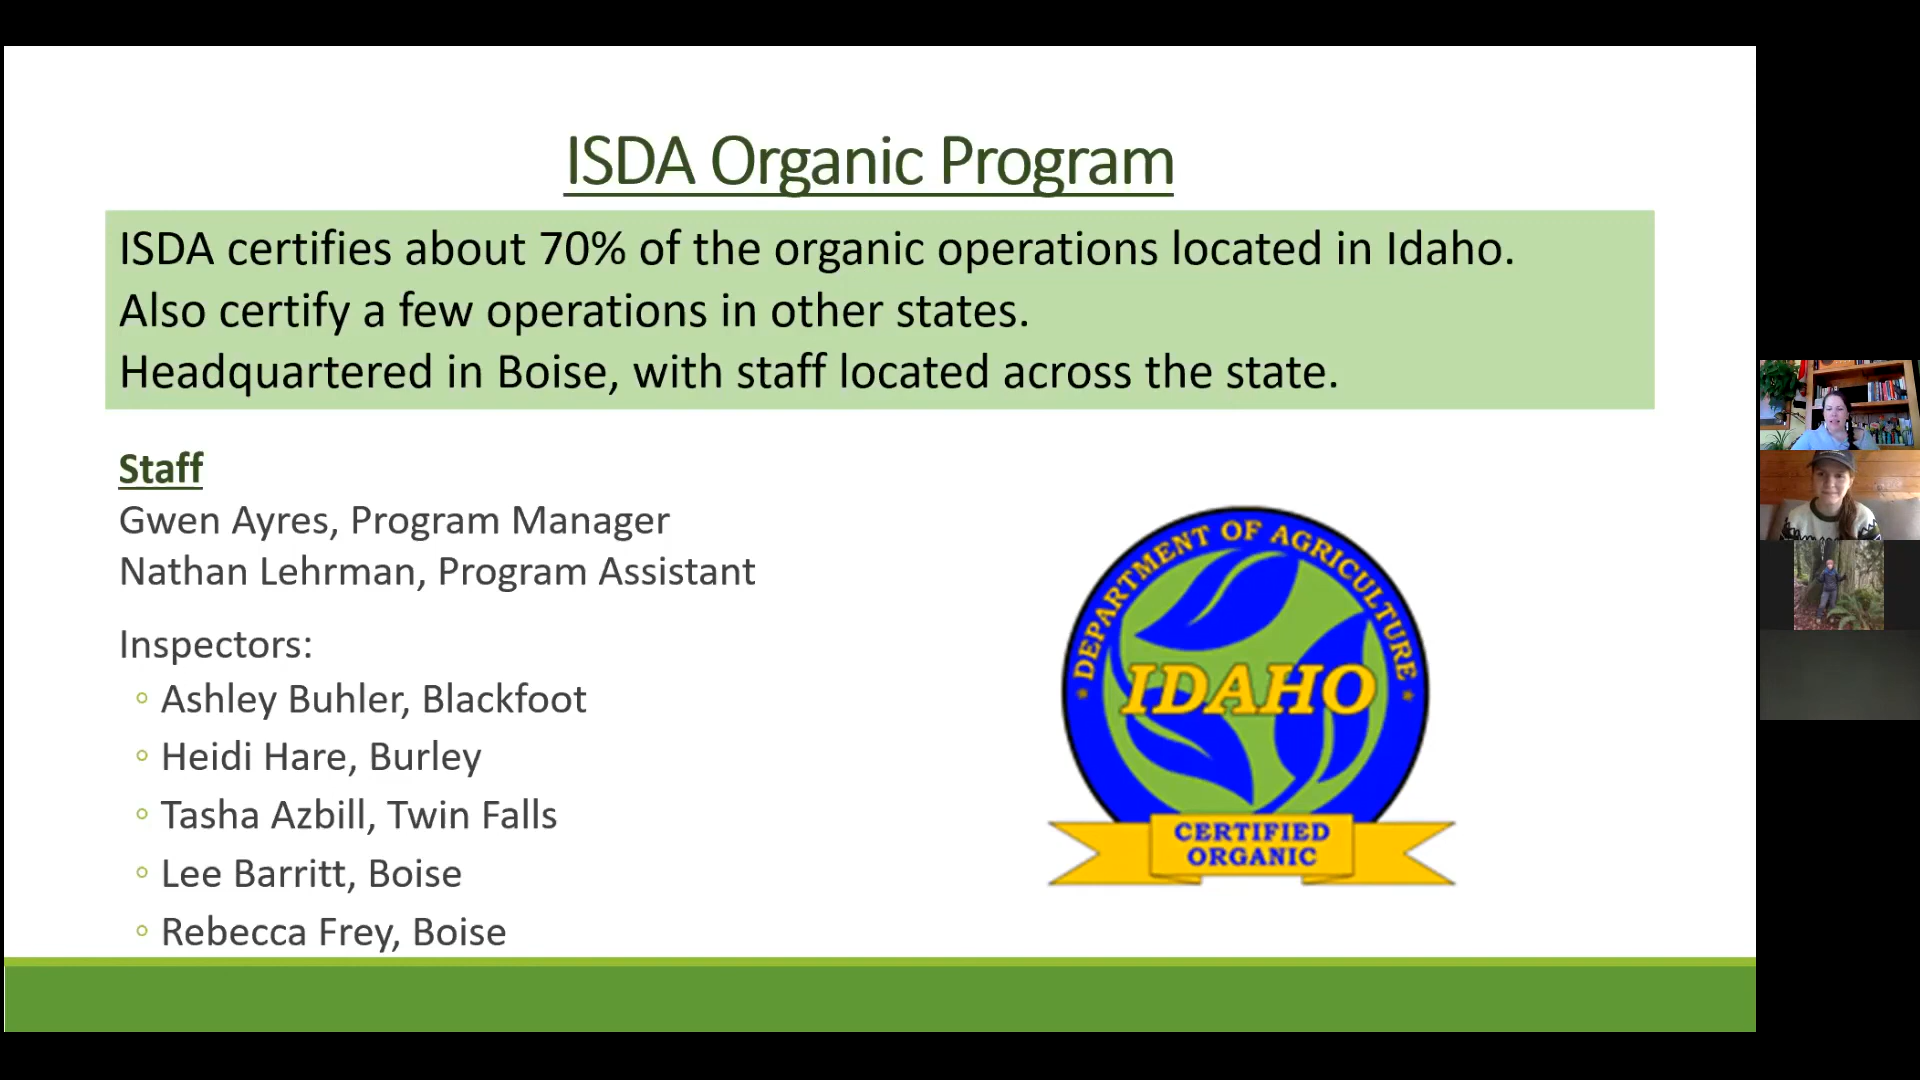 ISDA Organic Program
ISDA certifies about 70% of the organic operations located in Idaho.
Also certify a few operations in other states.
Headquartered in Boise, with staff located across the state.
Staff
Gwen Ayres, Program Manager
Nathan Lehrman, Program Assistant
Inspectors:
Ashley Buhler, Blackfoot
Heidi Hare, Burley
Tasha Azbill, Twin Falls
Lee Barritt, Boise
Rebecca Frey, Boise
DEPARTMENT OF AGRICULTURE
IDAHO
CERTIFIED
ORGANIC